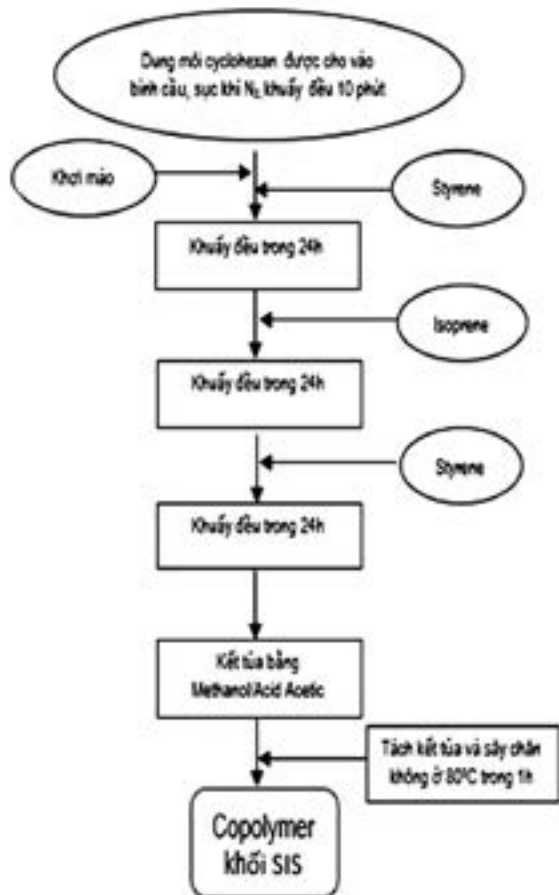 Dung môi cyclohexan được cho vào
bình cầu, sục khí N₂, khuấy đều 10 phút
Khơi mào
Styrene
Khuấy đều trong 24h
Isoprene
Khuấy đều trong 24h
Styrene
Khuấy đều trong 24h
Kết tủa bằng
Methanol/Acid Acetic
Tách kết tủa và sấy chân
không ở 80ºC trong 1h
Copolymer
khối SIS